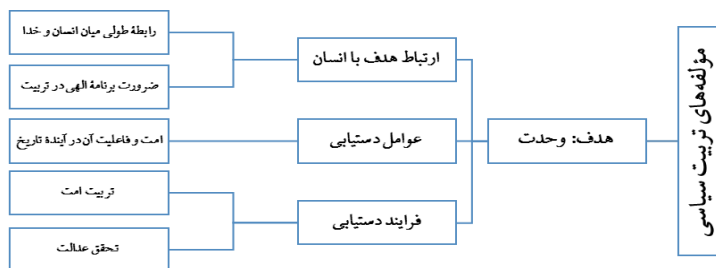 مؤلفه‌های تربیت سیاسی
هدف: وحدت
ارتباط هدف با انسان
رابطهٔ طولی میان انسان و خدا
ضرورت برنامهٔ الهی در تربیت
عوامل دستیابی
امت و فاعلیت آن در آیندهٔ تاریخ
فرایند دستیابی
تربیت امت
تحقق عدالت